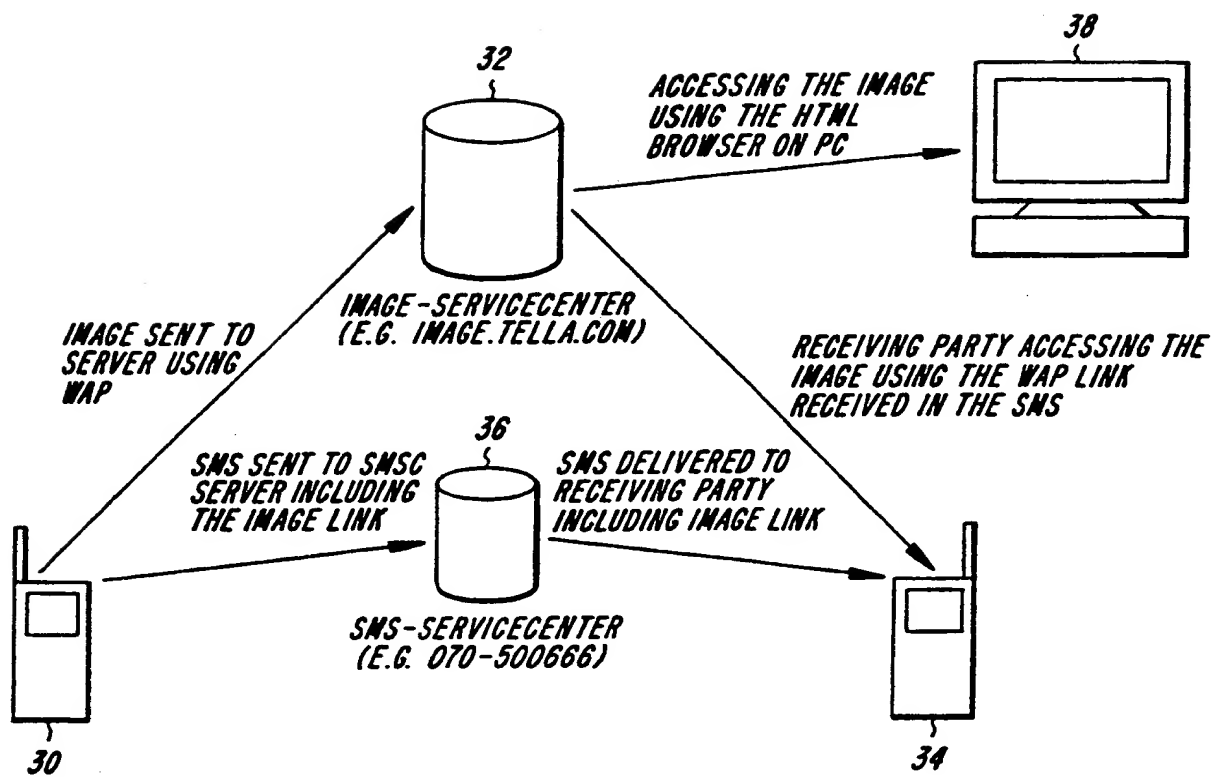 38
32
ACCESSING THE IMAGE
USING THE HTML
BROWSER ON PC
IMAGE-SERVICECENTER
(E.G. IMAGE.TELLA.COM)
IMAGE SENT TO
SERVER USING
WAP
RECEIVING PARTY ACCESSING THE
IMAGE USING THE WAP LINK
RECEIVED IN THE SMS
36
SMS SENT TO SMSC
SERVER INCLUDING
THE IMAGE LINK
SMS DELIVERED TO
RECEIVING PARTY
INCLUDING IMAGE LINK
SMS-SERVICECENTER
(E.G. 070-500666)
30
34